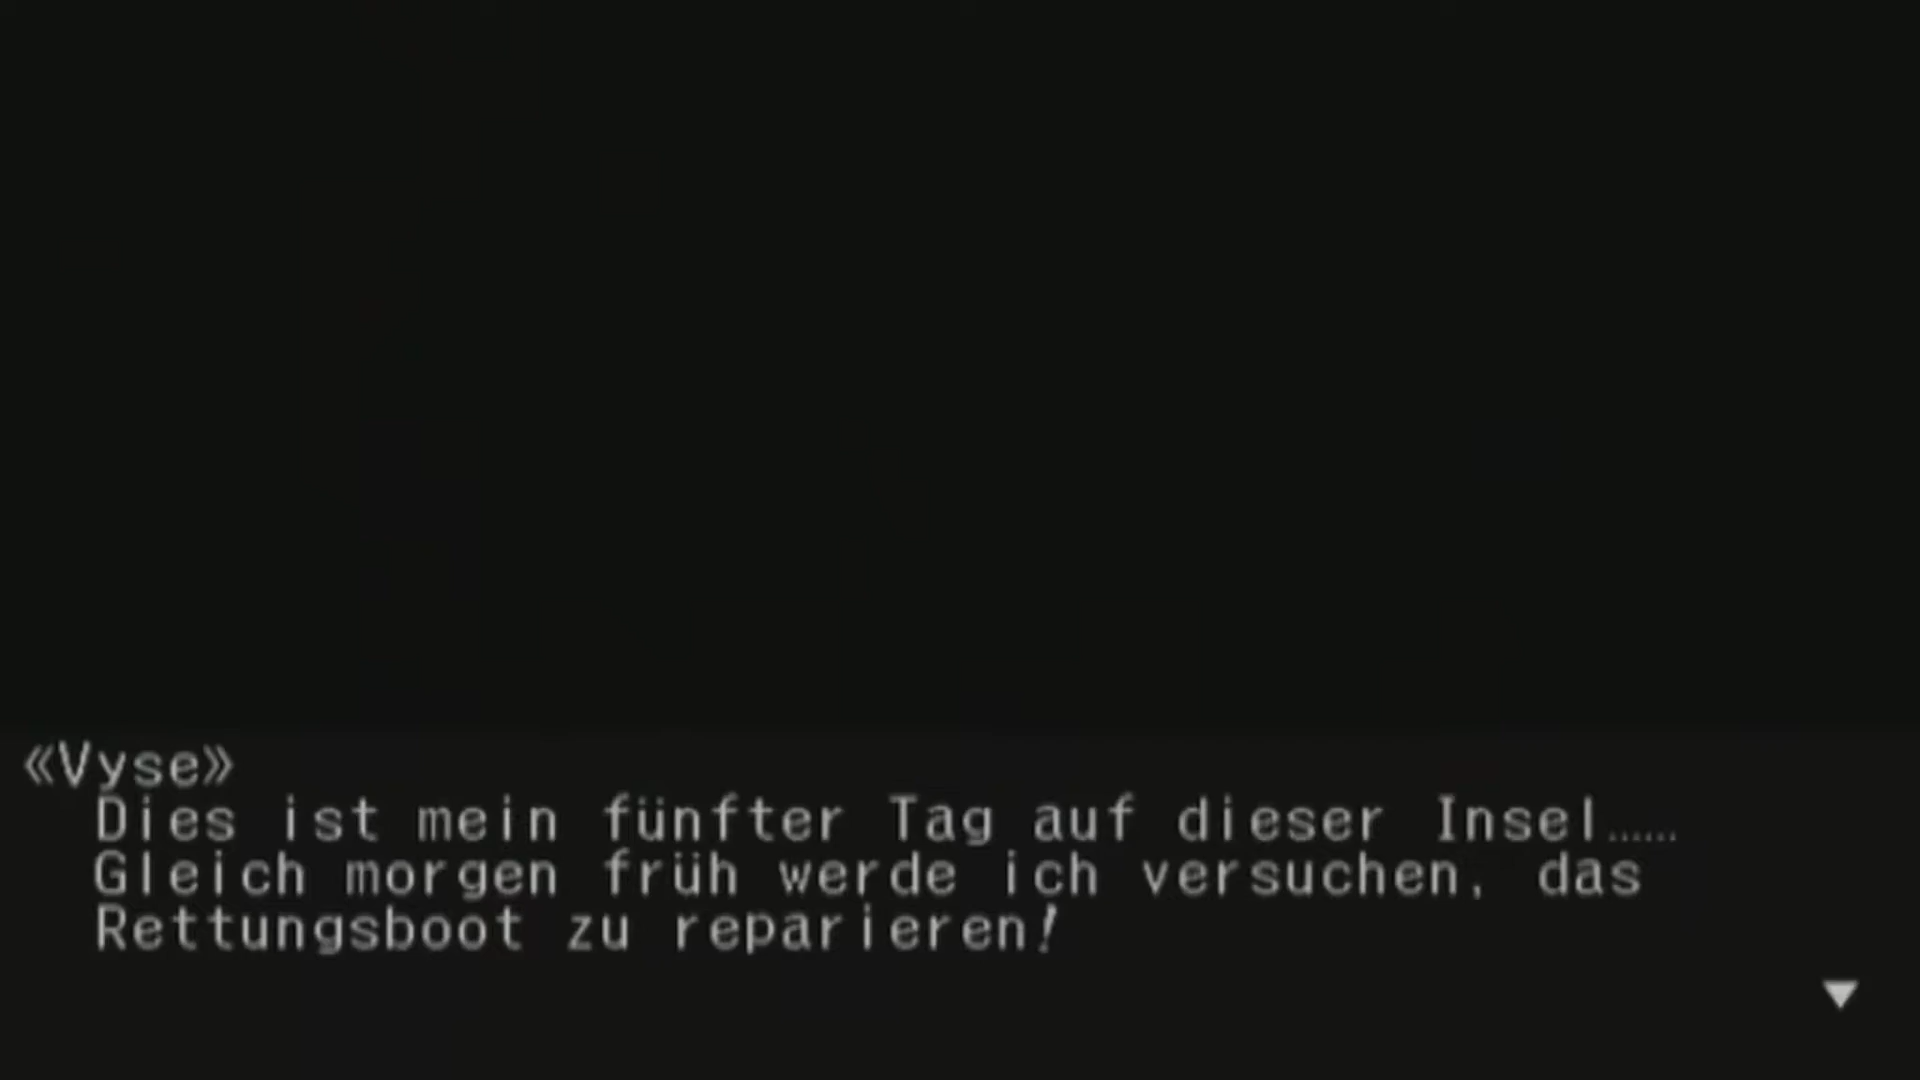 «Vyse»
Dies ist mein fünfter Tag auf dieser Insel……
Gleich morgen früh werde ich versuchen, das
Rettungsboot zu reparieren!